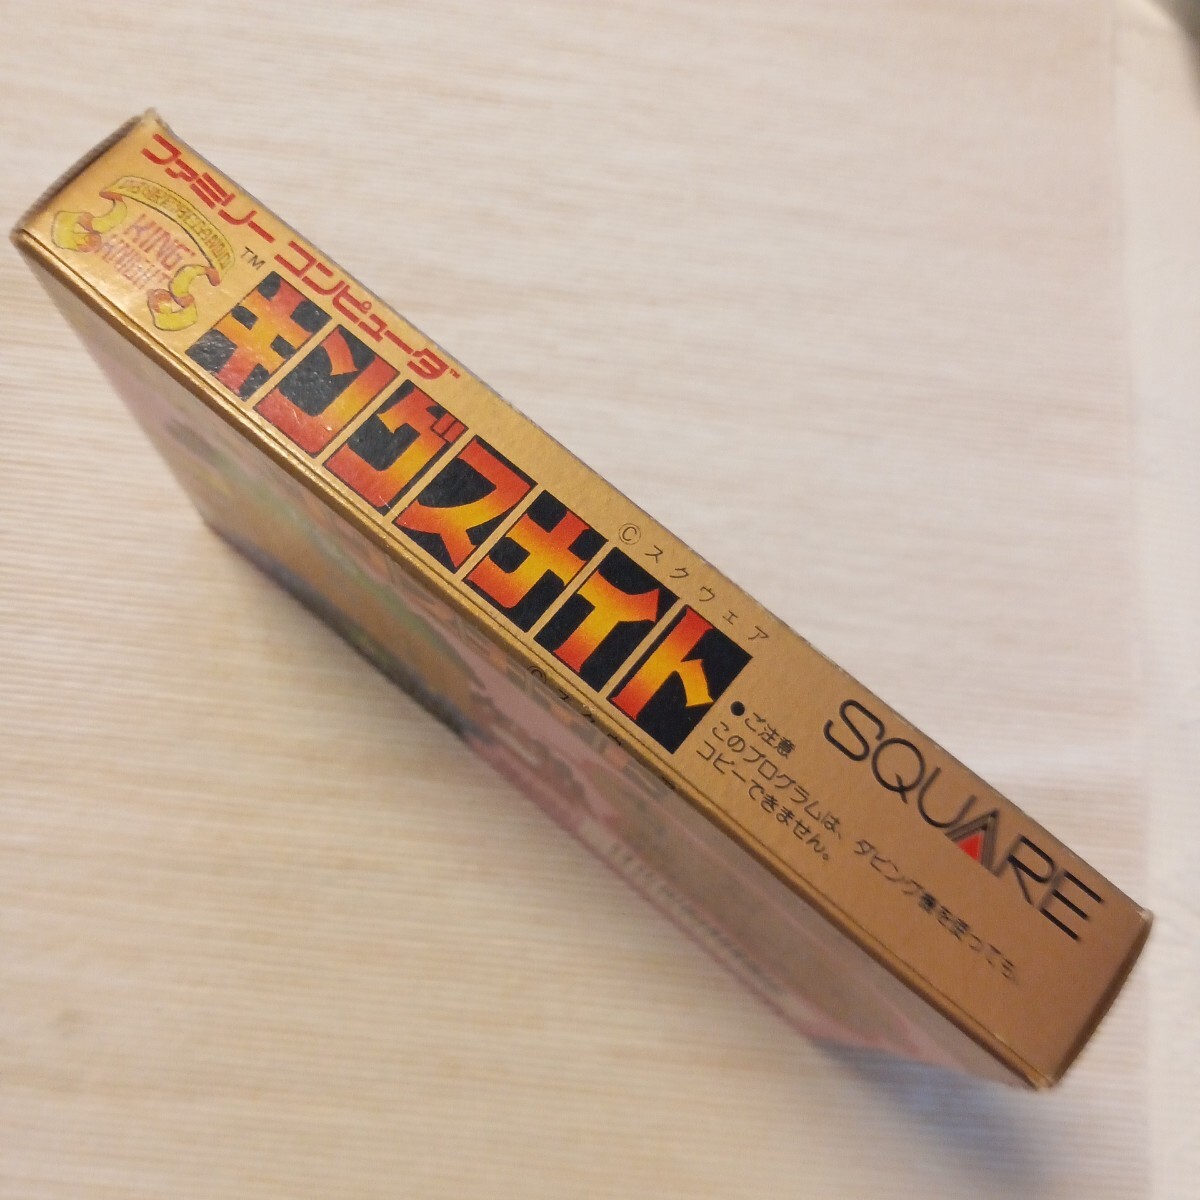 ファミリー コンピュータ™
KING'S
KNIGHT
TM
キングスナイト
©スクウェア
SQUARE
●ご注意
このプログラムは、ダビング機を使っても、
コピーできません。